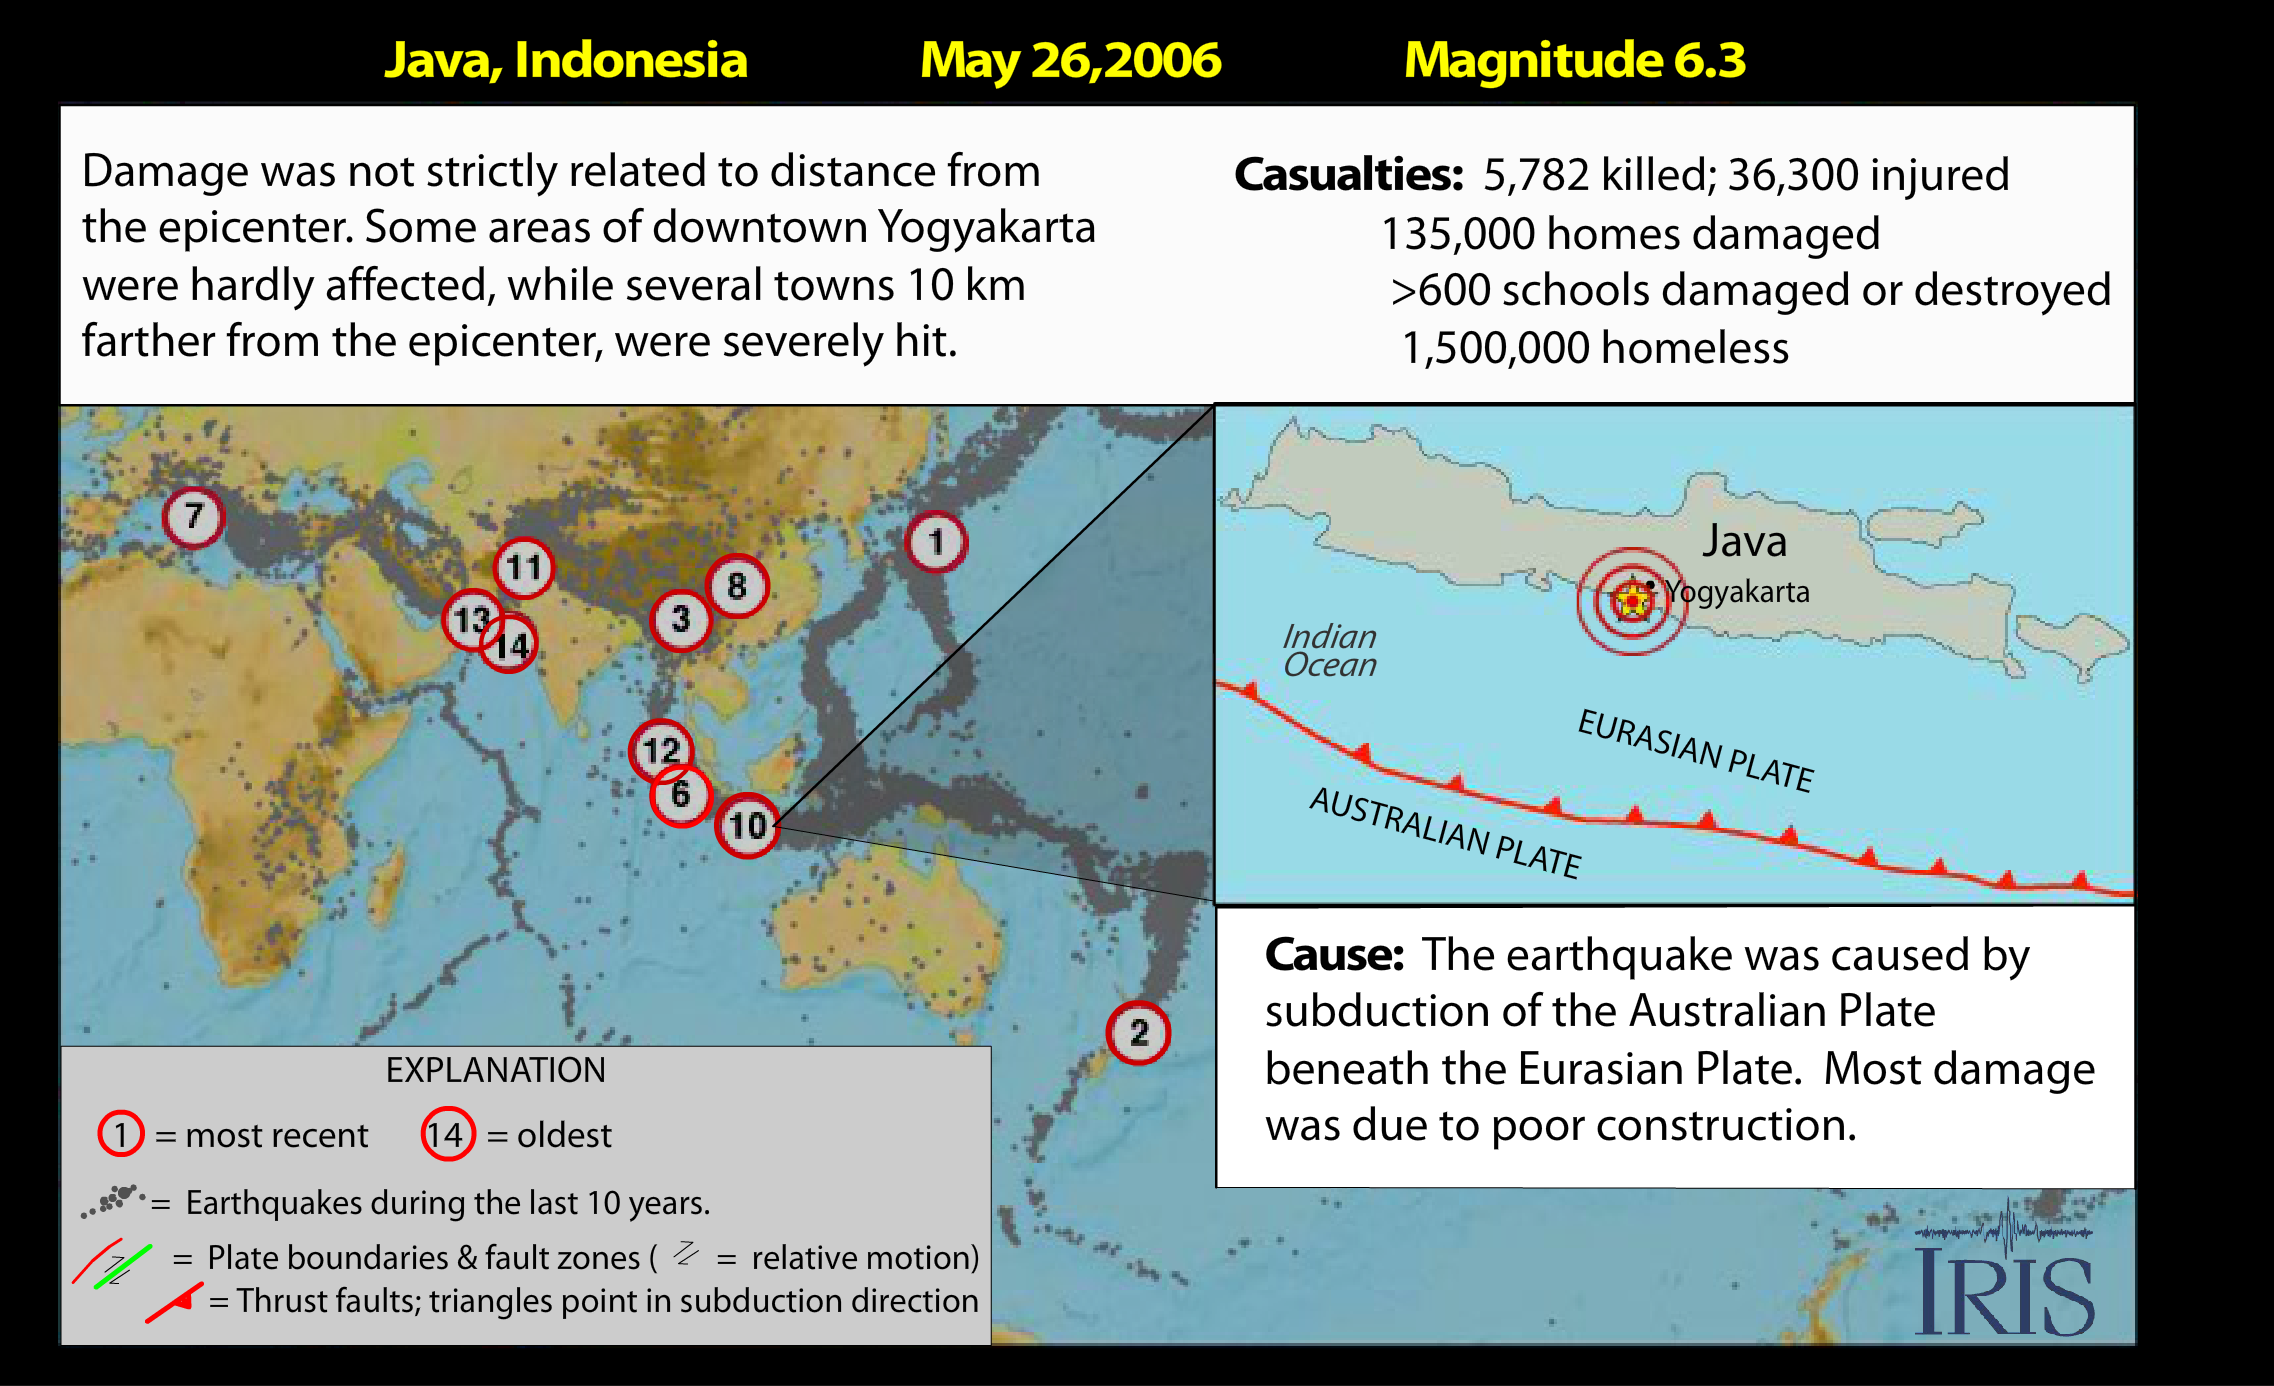 Java, Indonesia May 26,2006 Magnitude 6.3
Damage was not strictly related to distance from
the epicenter. Some areas of downtown Yogyakarta
were hardly affected, while several towns 10 km
farther from the epicenter, were severely hit.
Casualties: 5,782 killed; 36,300 injured
135,000 homes damaged
>600 schools damaged or destroyed
1,500,000 homeless
7
1
11
8
13
3
14
12
6
10
2
Java
Yogyakarta
Indian
Ocean
EURASIAN PLATE
AUSTRALIAN PLATE
Cause: The earthquake was caused by
subduction of the Australian Plate
beneath the Eurasian Plate. Most damage
was due to poor construction.
EXPLANATION
1 = most recent 14 = oldest
= Earthquakes during the last 10 years.
= Plate boundaries & fault zones ( = relative motion)
= Thrust faults; triangles point in subduction direction
IRIS